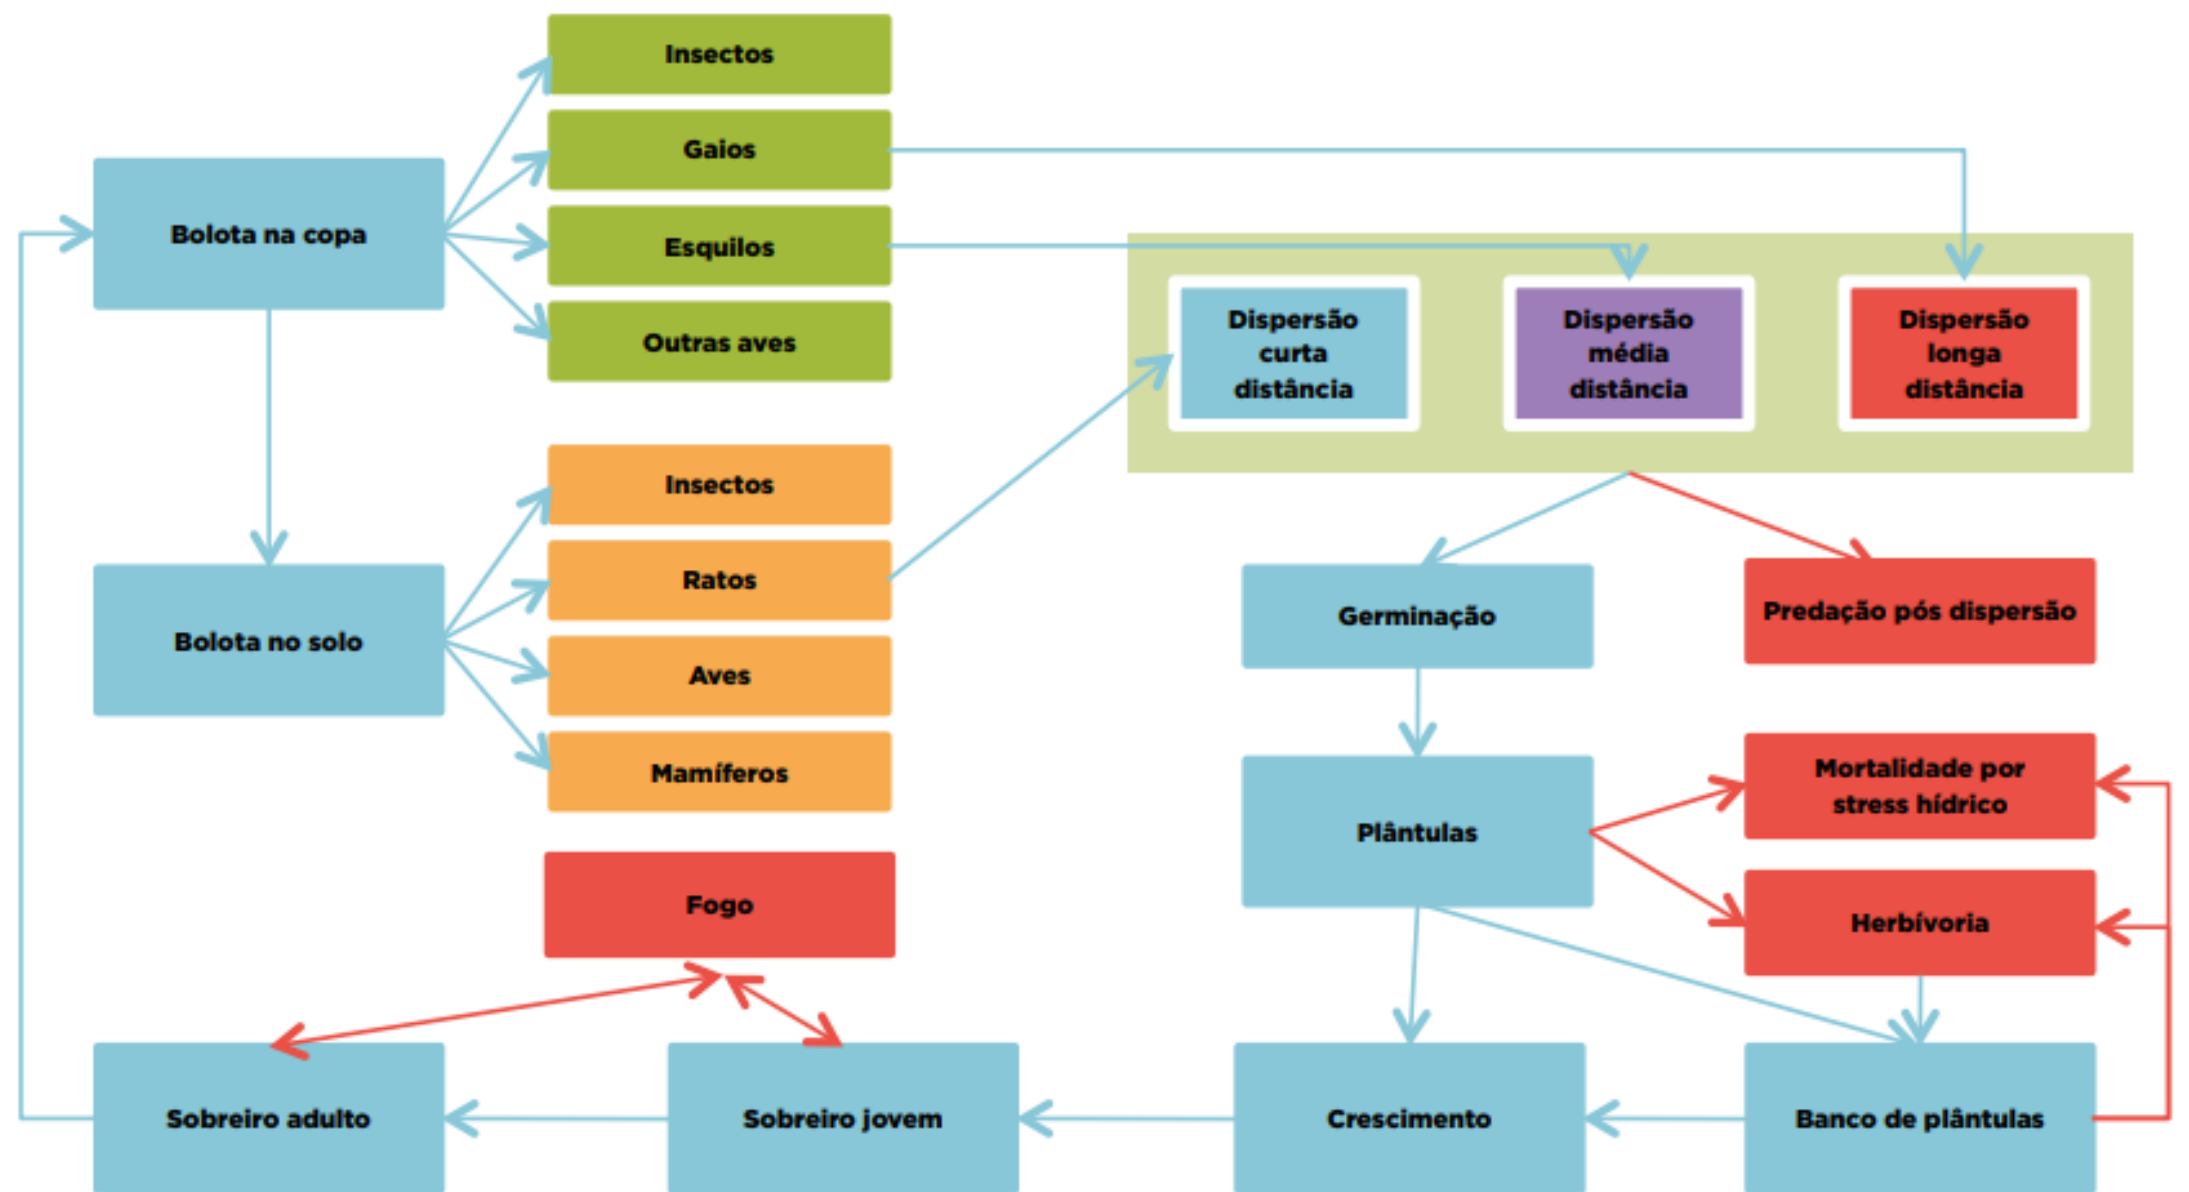 Insectos
Gaios
Bolota na copa
Esquilos
Outras aves
Dispersão
curta
distância
Dispersão
média
distância
Dispersão
longa
distância
Insectos
Ratos
Bolota no solo
Aves
Mamíferos
Germinação
Predação pós dispersão
Plântulas
Mortalidade por
stress hídrico
Herbívoria
Fogo
Sobreiro adulto
Sobreiro jovem
Crescimento
Banco de plântulas